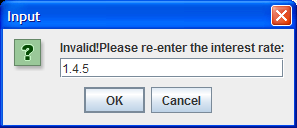 Input
Invalid!Please re-enter the interest rate:
1.4.5
OK
Cancel